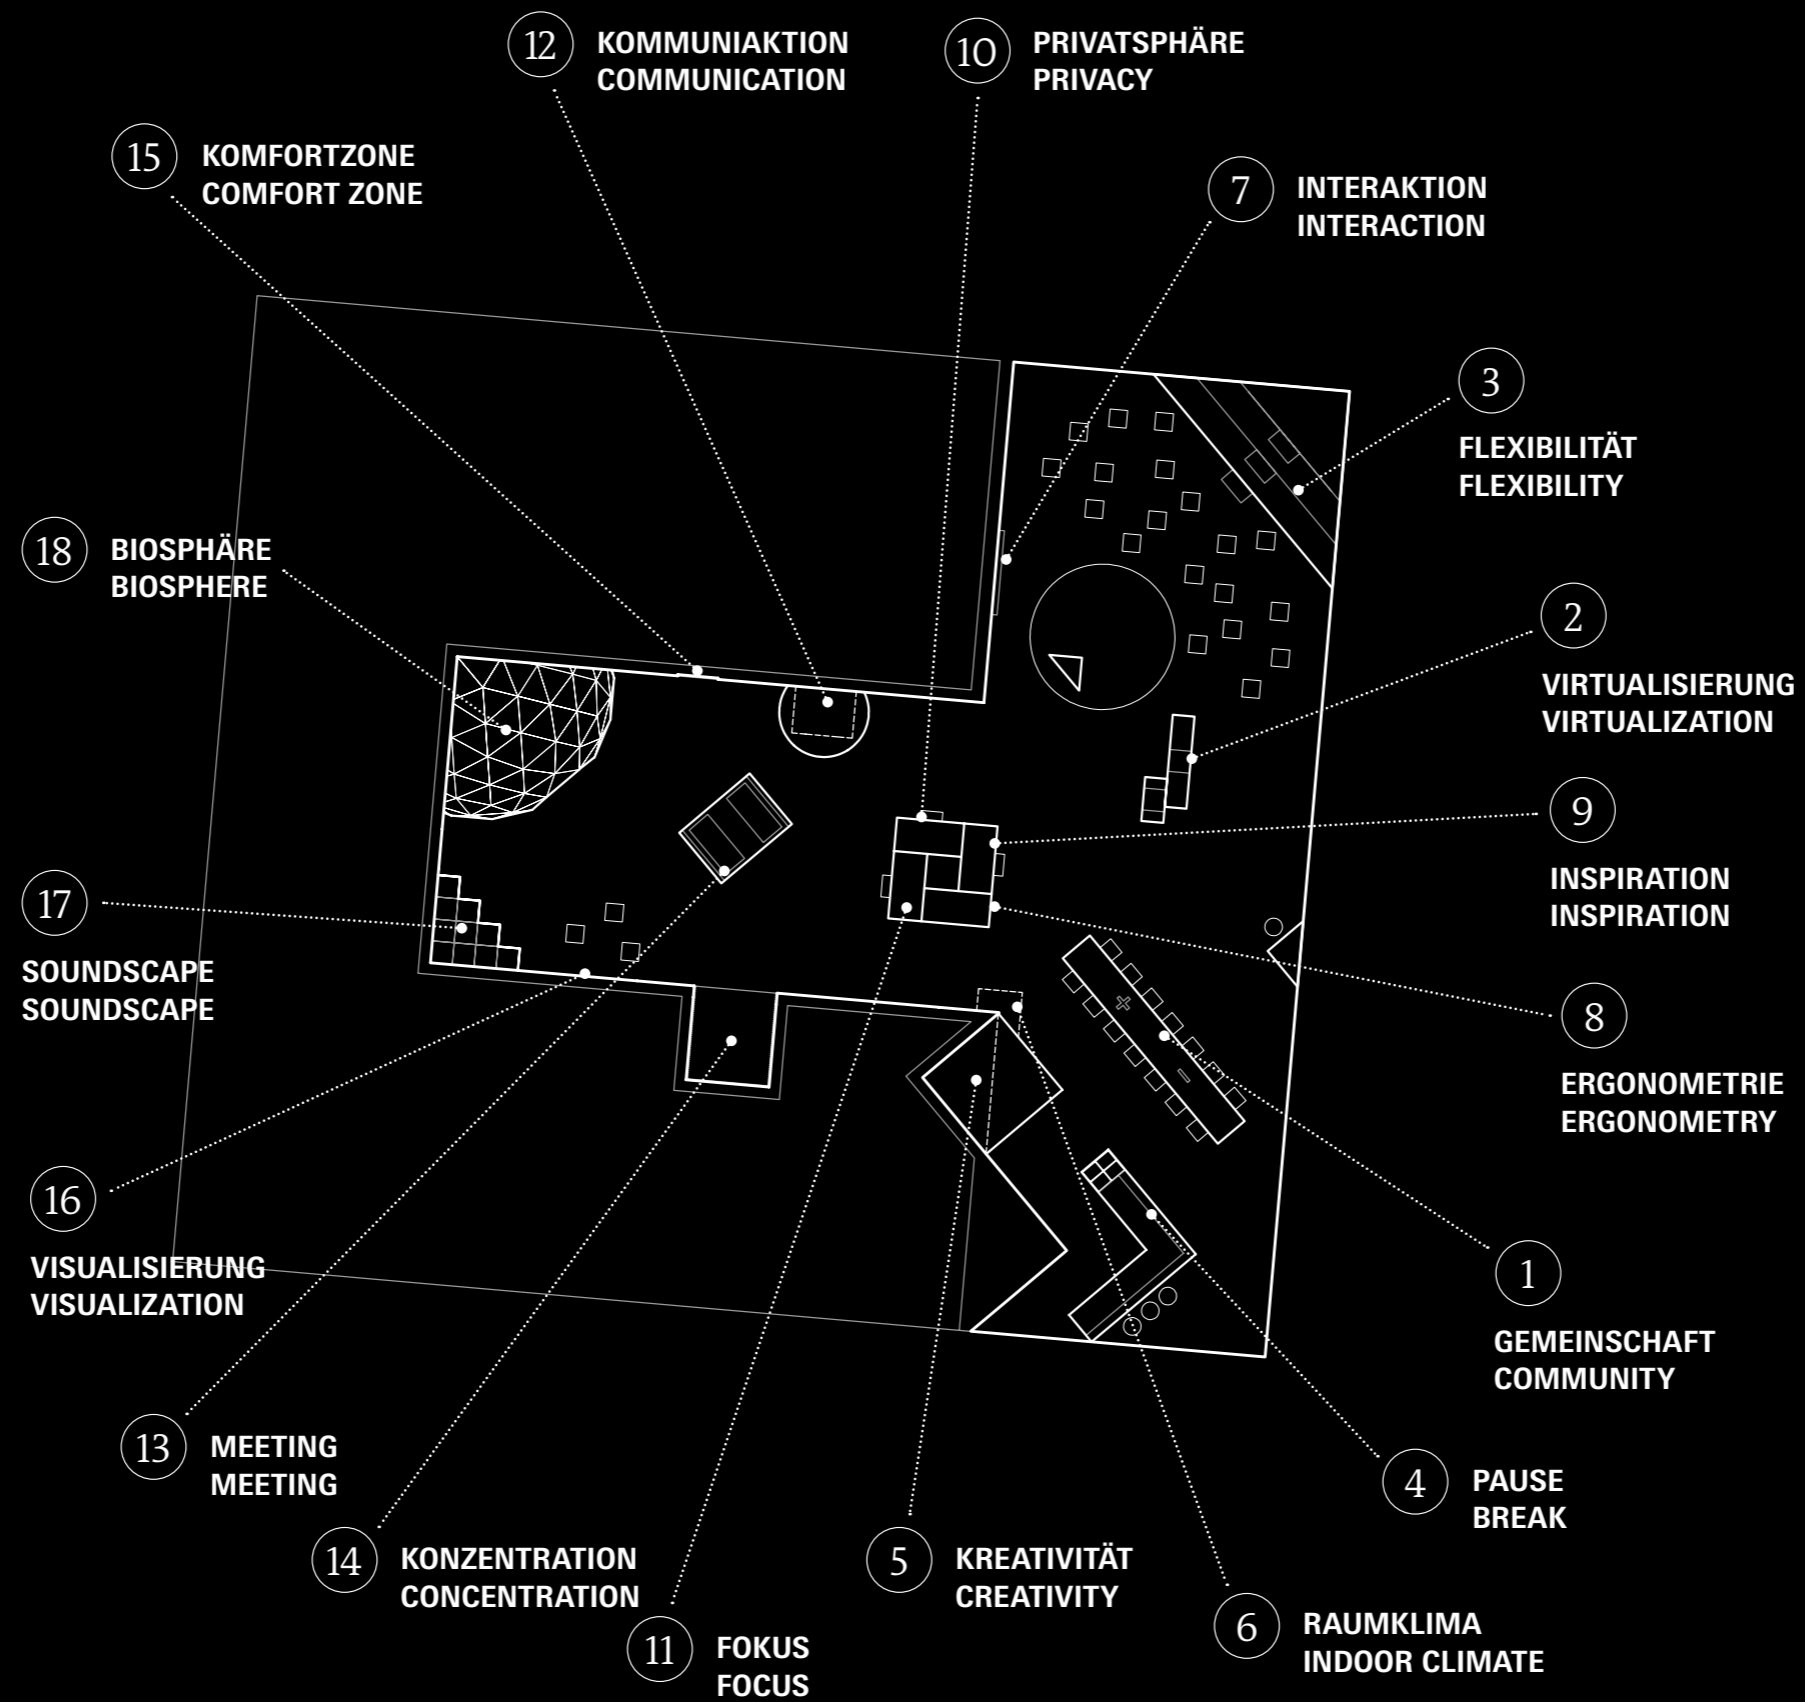 12
KOMMUNIAKTION
COMMUNICATION
10
PRIVATSPHÄRE
PRIVACY
15
KOMFORTZONE
COMFORT ZONE
7
INTERAKTION
INTERACTION
3
FLEXIBILITÄT
FLEXIBILITY
18
BIOSPHÄRE
BIOSPHERE
2
VIRTUALISIERUNG
VIRTUALIZATION
9
INSPIRATION
INSPIRATION
17
SOUNDSCAPE
SOUNDSCAPE
8
ERGONOMETRIE
ERGONOMETRY
16
VISUALISIERUNG
VISUALIZATION
1
GEMEINSCHAFT
COMMUNITY
13
MEETING
MEETING
4
PAUSE
BREAK
14
KONZENTRATION
CONCENTRATION
5
KREATIVITÄT
CREATIVITY
6
RAUMKLIMA
INDOOR CLIMATE
11
FOKUS
FOCUS